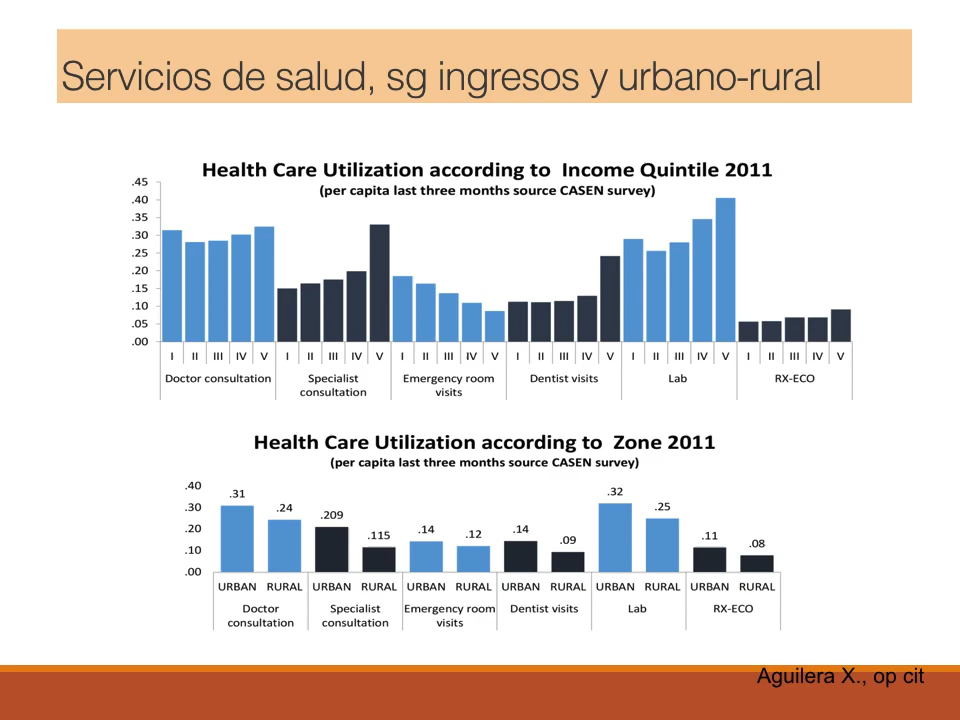 Servicios de salud, sg ingresos y urbano-rural
Health Care Utilization according to  Income Quintile 2011
(per capita last three months source CASEN survey)
.45
.40
.35
.30
.25
.20
.15
.10
.05
.00
I II III IV V I II III IV V I II III IV V I II III IV V I II III IV V I II III IV V
Doctor consultation Specialist consultation Emergency room visits Dentist visits Lab RX-ECO
Health Care Utilization according to  Zone 2011
(per capita last three months source CASEN survey)
.40
.30
.20
.10
.00
.31 .24 .209 .115 .14 .12 .14 .09 .32 .25 .11 .08
URBAN RURAL URBAN RURAL URBAN RURAL URBAN RURAL URBAN RURAL URBAN RURAL
Doctor consultation Specialist consultation Emergency room visits Dentist visits Lab RX-ECO
Aguilera X., op cit